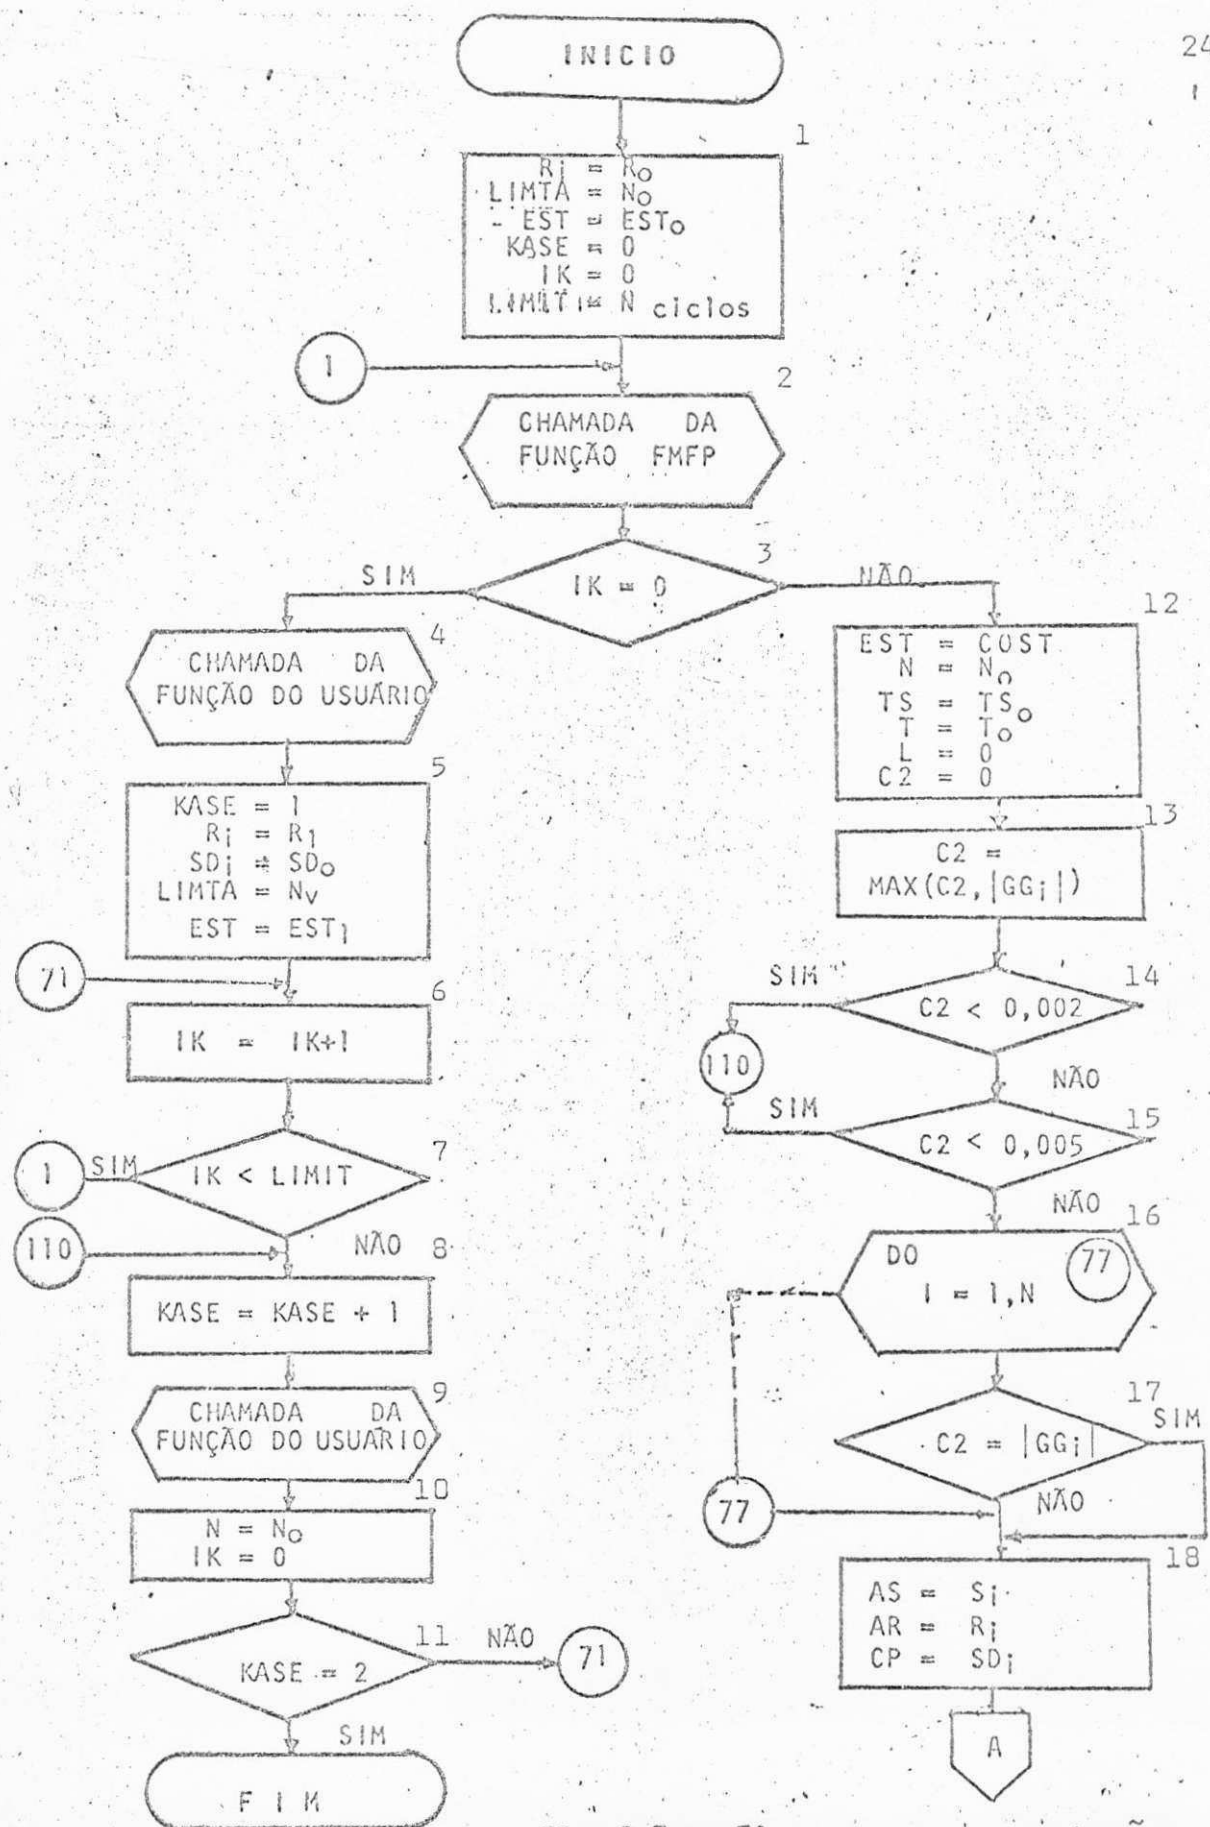 24
INICIO
1
Ri = Ro
LIMTA = No
- EST = ESTo
KASE = 0
IK = 0
LIMIT = N ciclos
1
2
CHAMADA DA
FUNÇÃO FMFP
3
IK = 0
SIM
NÃO
4
CHAMADA DA
FUNÇÃO DO USUÁRIO
5
KASE = 1
Ri = R1
SDi = SDo
LIMTA = Nv
EST = EST1
71
6
IK = IK+1
7
1
SIM
IK < LIMIT
110
NÃO
8
KASE = KASE + 1
9
CHAMADA DA
FUNÇÃO DO USUARIO
10
N = No
IK = 0
11
KASE = 2
NÃO
71
SIM
F I M
12
EST = COST
N = No
TS = TSo
T = To
L = 0
C2 = 0
13
C2 =
MAX(C2,|GGi|)
14
SIM
C2 < 0,002
110
NÃO
15
SIM
C2 < 0,005
NÃO
16
DO
77
I = 1,N
17
C2 = |GGi|
SIM
77
NÃO
18
AS = Si
AR = Ri
CP = SDi
A